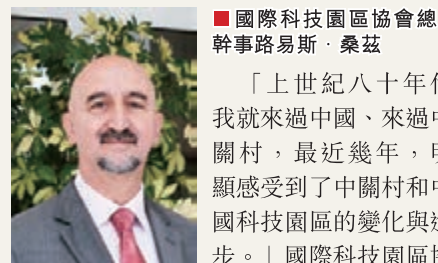 ■國際科技園區協會總
幹事路易斯·桑茲
「上世紀八十年
我就來過中國、來過
關村，最近幾年，
顯感受到了中關村和
國科技園區的變化與
步。」國際科技園區